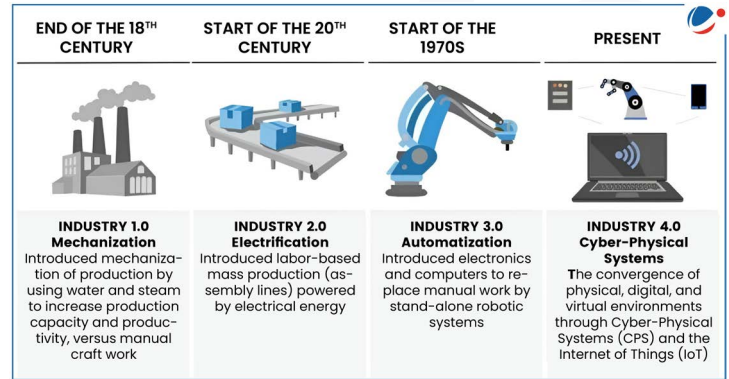 END OF THE 18TH
CENTURY
START OF THE 20TH
CENTURY
START OF THE
1970S
PRESENT
INDUSTRY 1.0
Mechanization
Introduced mechaniza-
tion of production by
using water and steam
to increase production
capacity and produc-
tivity, versus manual
craft work
INDUSTRY 2.0
Electrification
Introduced labor-based
mass production (as-
sembly lines) powered
by electrical energy
INDUSTRY 3.0
Automatization
Introduced electronics
and computers to re-
place manual work by
stand-alone robotic
systems
INDUSTRY 4.0
Cyber-Physical
Systems
The convergence of
physical, digital, and
virtual environments
through Cyber-Physical
Systems (CPS) and the
Internet of Things (IoT)